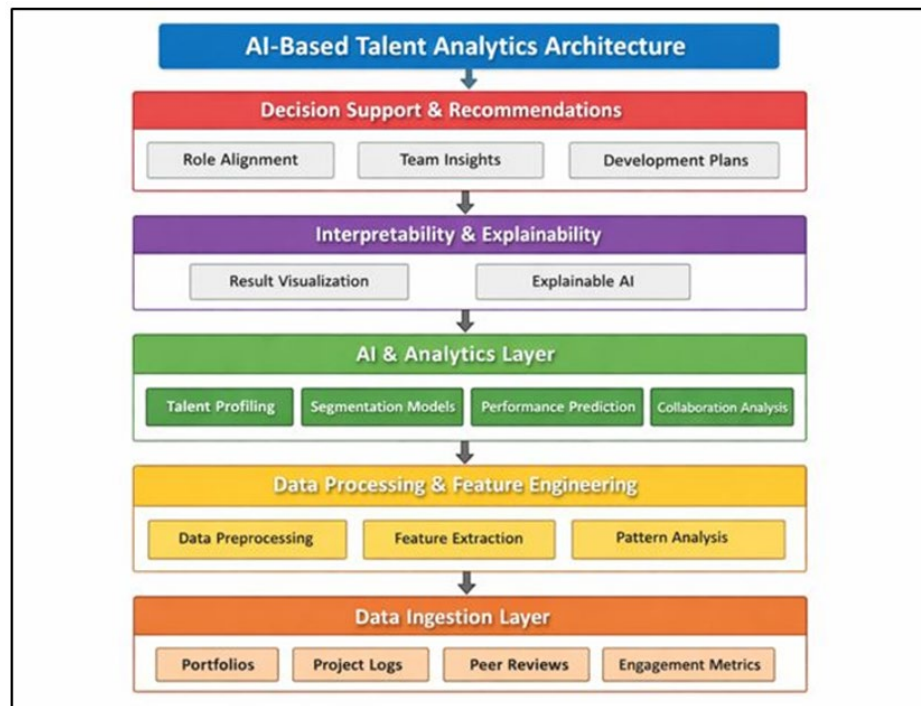 AI-Based Talent Analytics Architecture
Decision Support & Recommendations
Role Alignment
Team Insights
Development Plans
Interpretability & Explainability
Result Visualization
Explainable AI
AI & Analytics Layer
Talent Profiling
Segmentation Models
Performance Prediction
Collaboration Analysis
Data Processing & Feature Engineering
Data Preprocessing
Feature Extraction
Pattern Analysis
Data Ingestion Layer
Portfolios
Project Logs
Peer Reviews
Engagement Metrics